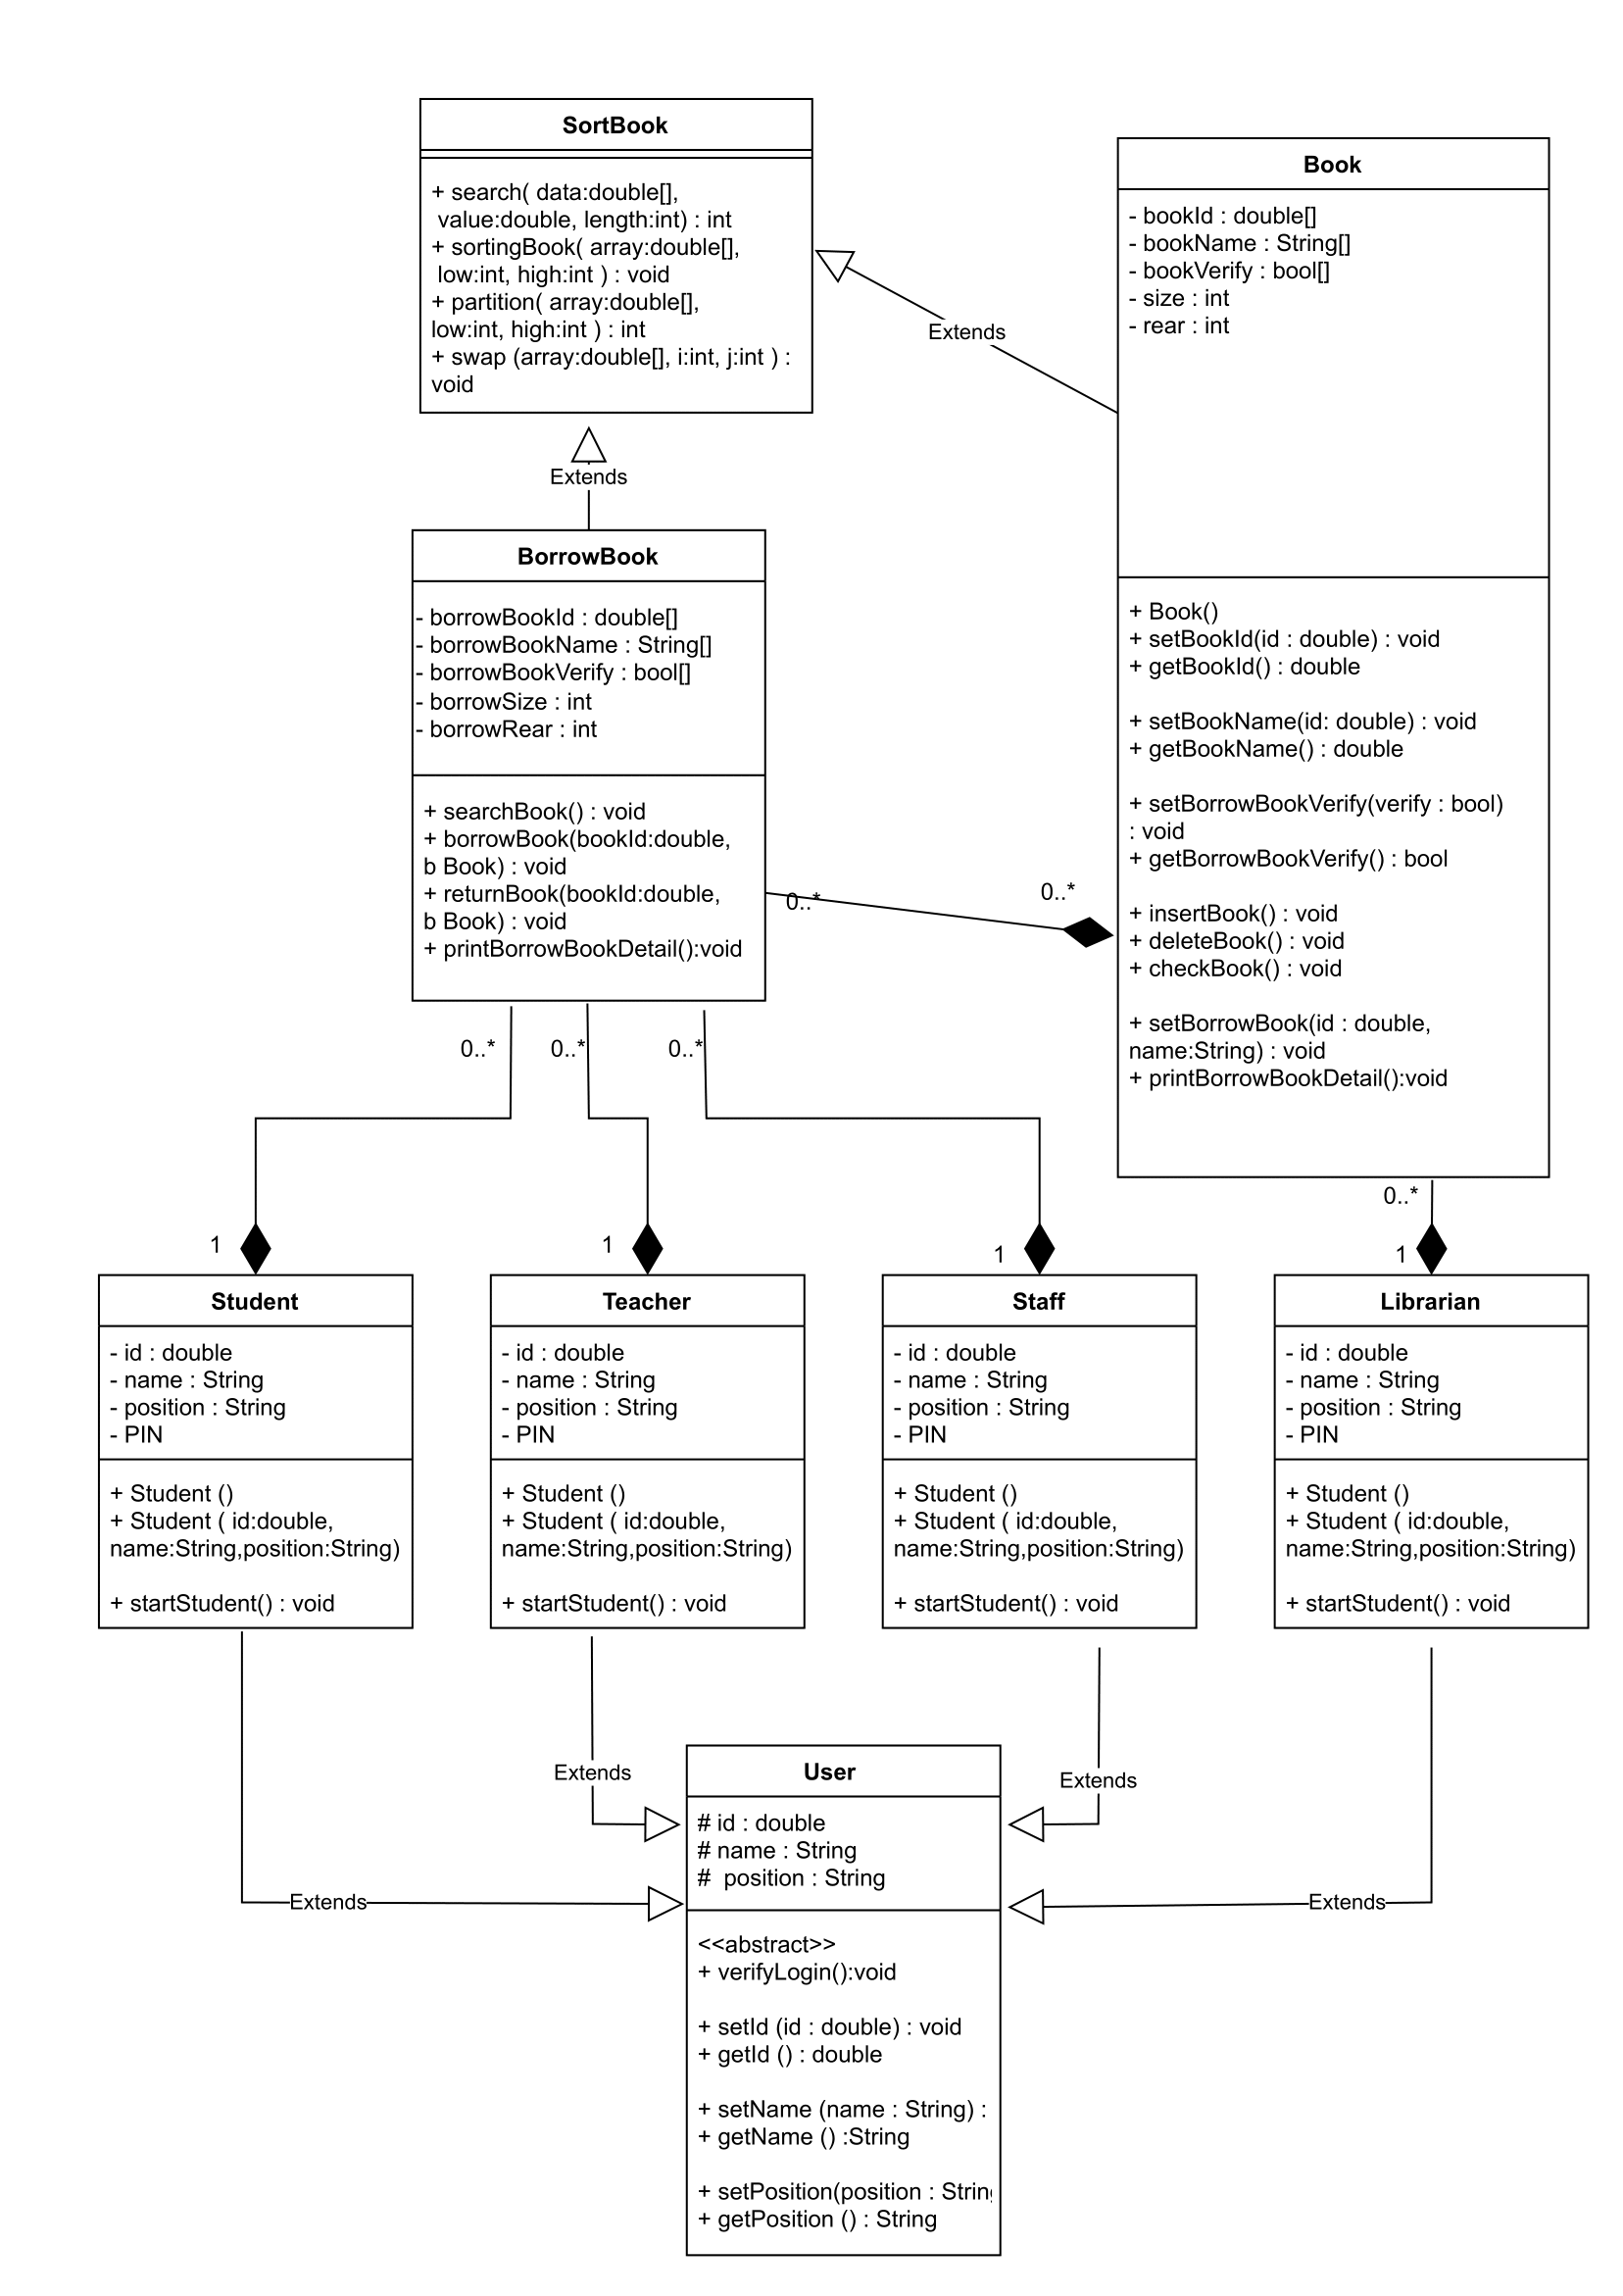 SortBook
+ search( data:double[],
value:double, length:int) : int
+ sortingBook( array:double[],
low:int, high:int ) : void
+ partition( array:double[],
low:int, high:int ) : int
+ swap (array:double[], i:int, j:int ) :
void
Book
- bookId : double[]
- bookName : String[]
- bookVerify : bool[]
- size : int
- rear : int
+ Book()
+ setBookId(id : double) : void
+ getBookId() : double
+ setBookName(id: double) : void
+ getBookName() : double
+ setBorrowBookVerify(verify : bool)
: void
+ getBorrowBookVerify() : bool
+ insertBook() : void
+ deleteBook() : void
+ checkBook() : void
+ setBorrowBook(id : double,
name:String) : void
+ printBorrowBookDetail():void
Extends
Extends
BorrowBook
- borrowBookId : double[]
- borrowBookName : String[]
- borrowBookVerify : bool[]
- borrowSize : int
- borrowRear : int
+ searchBook() : void
+ borrowBook(bookId:double,
b Book) : void
+ returnBook(bookId:double,
b Book) : void
+ printBorrowBookDetail():void
0..*
0..*
0..*
0..*
0..*
0..*
1
1
1
1
Student
- id : double
- name : String
- position : String
- PIN
+ Student ()
+ Student ( id:double,
name:String,position:String)
+ startStudent() : void
Teacher
- id : double
- name : String
- position : String
- PIN
+ Student ()
+ Student ( id:double,
name:String,position:String)
+ startStudent() : void
Staff
- id : double
- name : String
- position : String
- PIN
+ Student ()
+ Student ( id:double,
name:String,position:String)
+ startStudent() : void
Librarian
- id : double
- name : String
- position : String
- PIN
+ Student ()
+ Student ( id:double,
name:String,position:String)
+ startStudent() : void
Extends
Extends
Extends
Extends
User
# id : double
# name : String
# position : String
<<abstract>>
+ verifyLogin():void
+ setId (id : double) : void
+ getId () : double
+ setName (name : String) :
+ getName () :String
+ setPosition(position : String
+ getPosition () : String